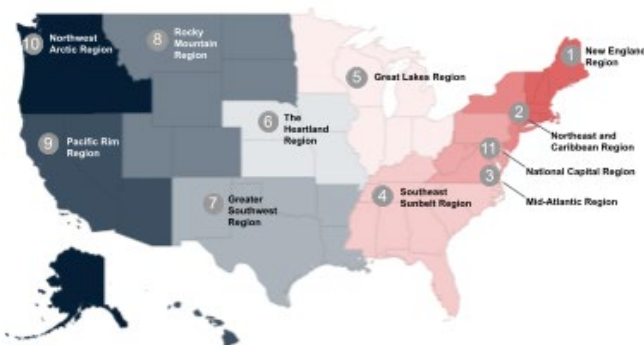 1
New England
Region
10
Northwest
Arctic Region
8
Rocky
Mountain
Region
5
Great Lakes Region
2
Northeast and
Caribbean Region
6
The
Heartland
Region
9
Pacific Rim
Region
11
National Capital Region
3
Mid-Atlantic Region
7
Greater
Southwest
Region
4
Southeast
Sunbelt Region